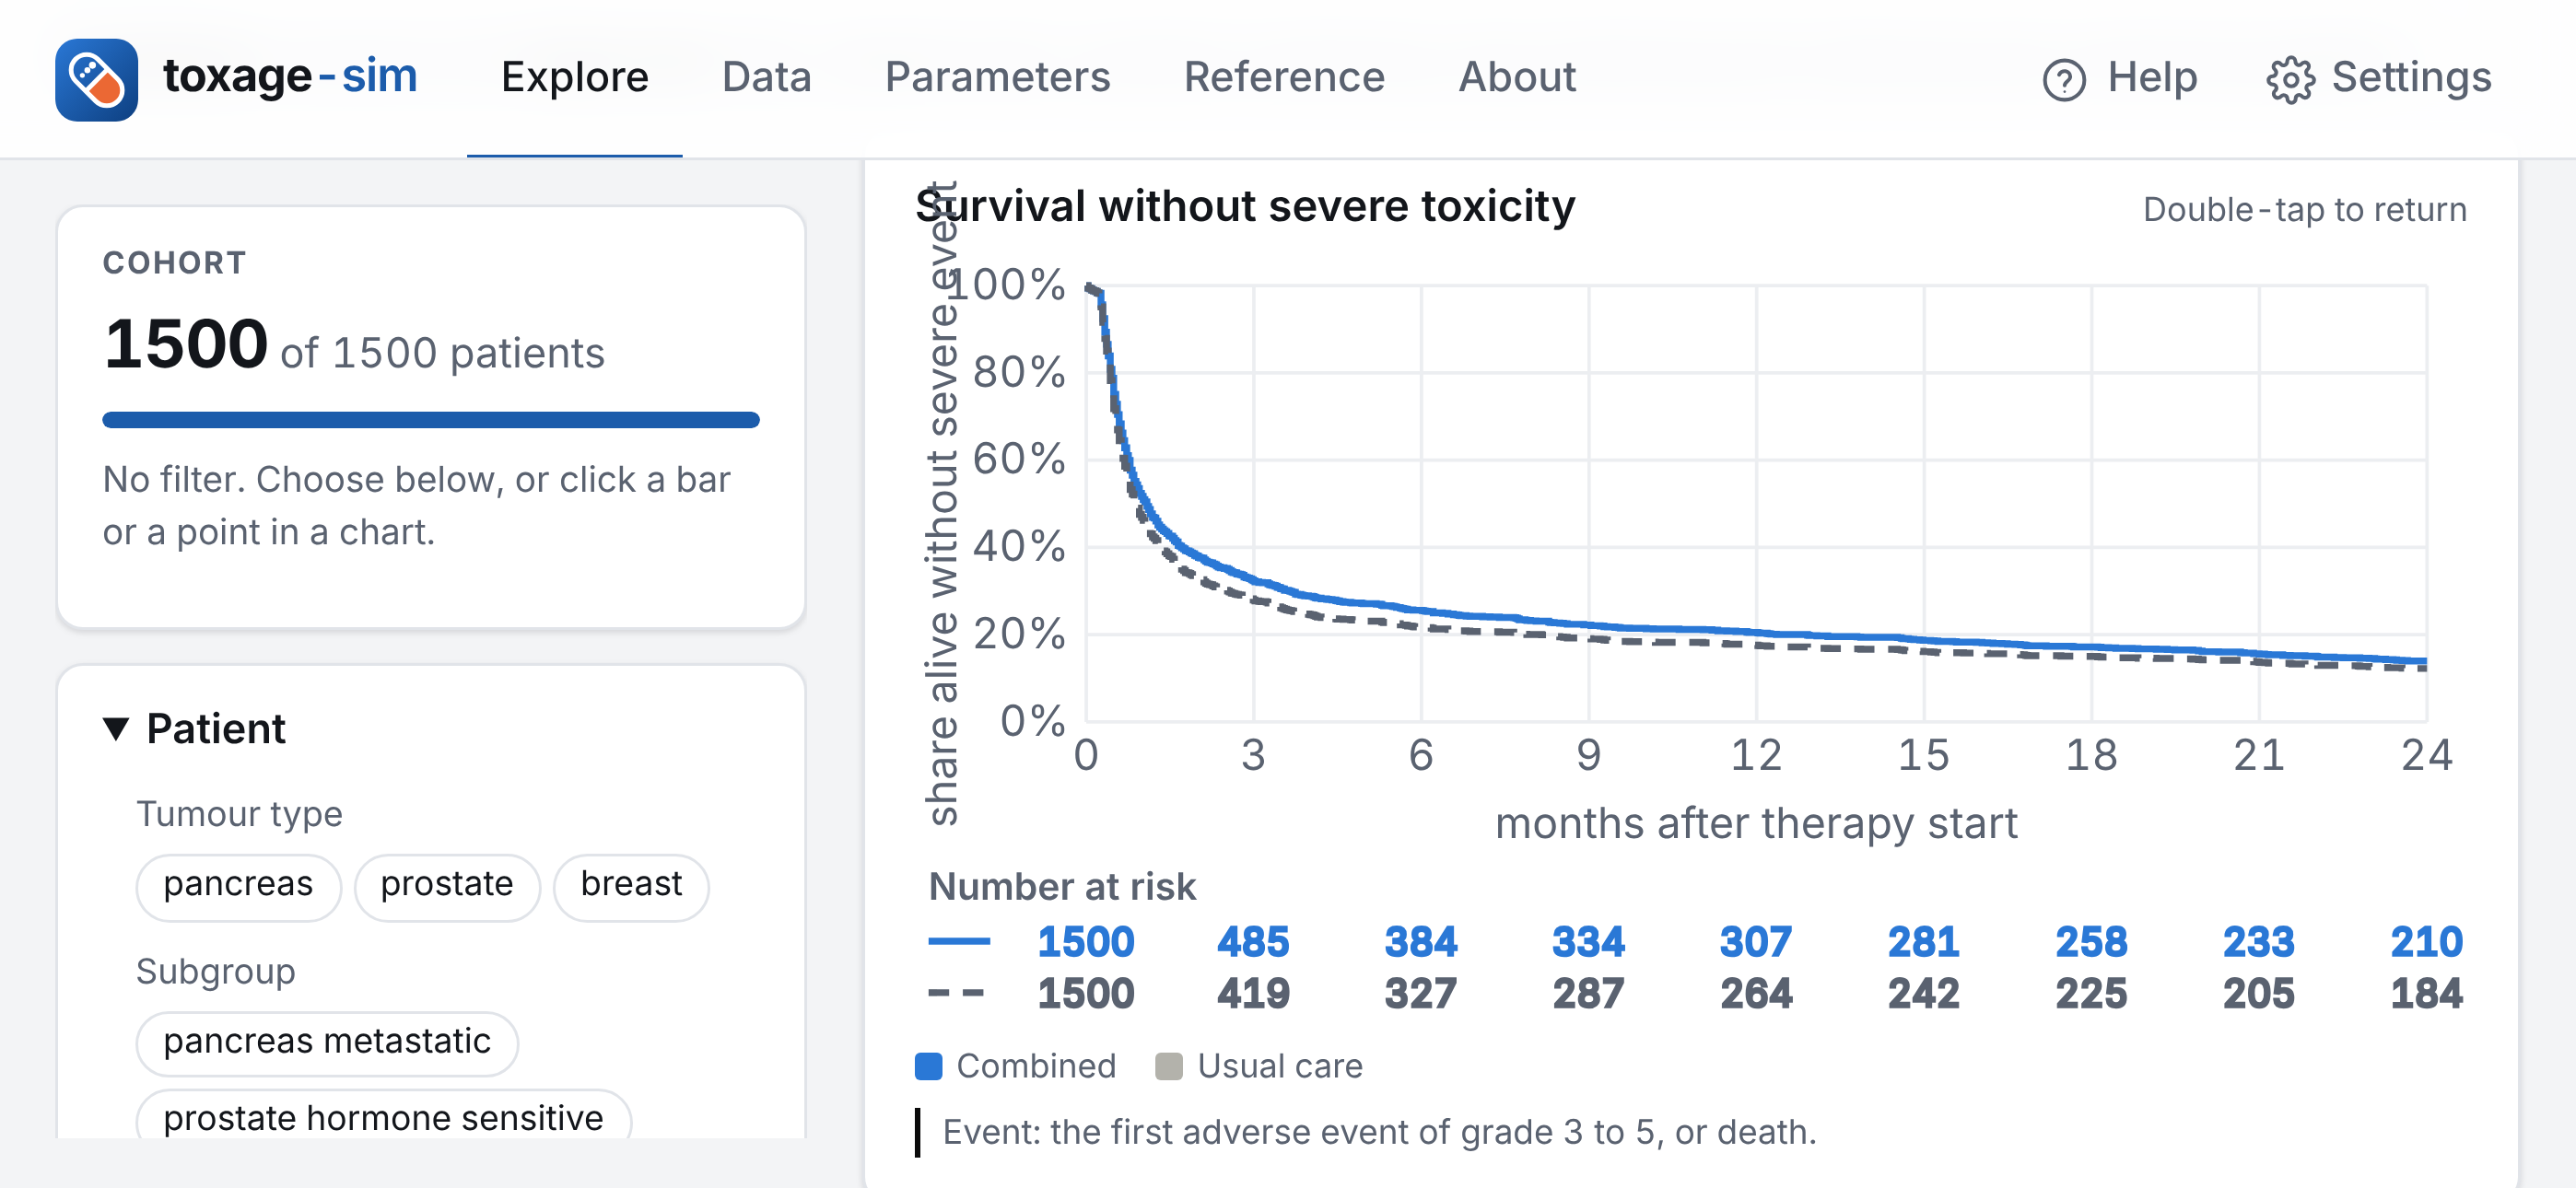 toxage-sim Explore Data Parameters Reference About Help Settings
COHORT
1500 of 1500 patients
No filter. Choose below, or click a bar
or a point in a chart.
Patient
Tumour type
pancreas prostate breast
Subgroup
pancreas metastatic
prostate hormone sensitive
Survival without severe toxicity
Double-tap to return
share alive without severe event
100%
80%
60%
40%
20%
0%
0 3 6 9 12 15 18 21 24
months after therapy start
Number at risk
1500 485 384 334 307 281 258 233 210
1500 419 327 287 264 242 225 205 184
Combined Usual care
Event: the first adverse event of grade 3 to 5, or death.